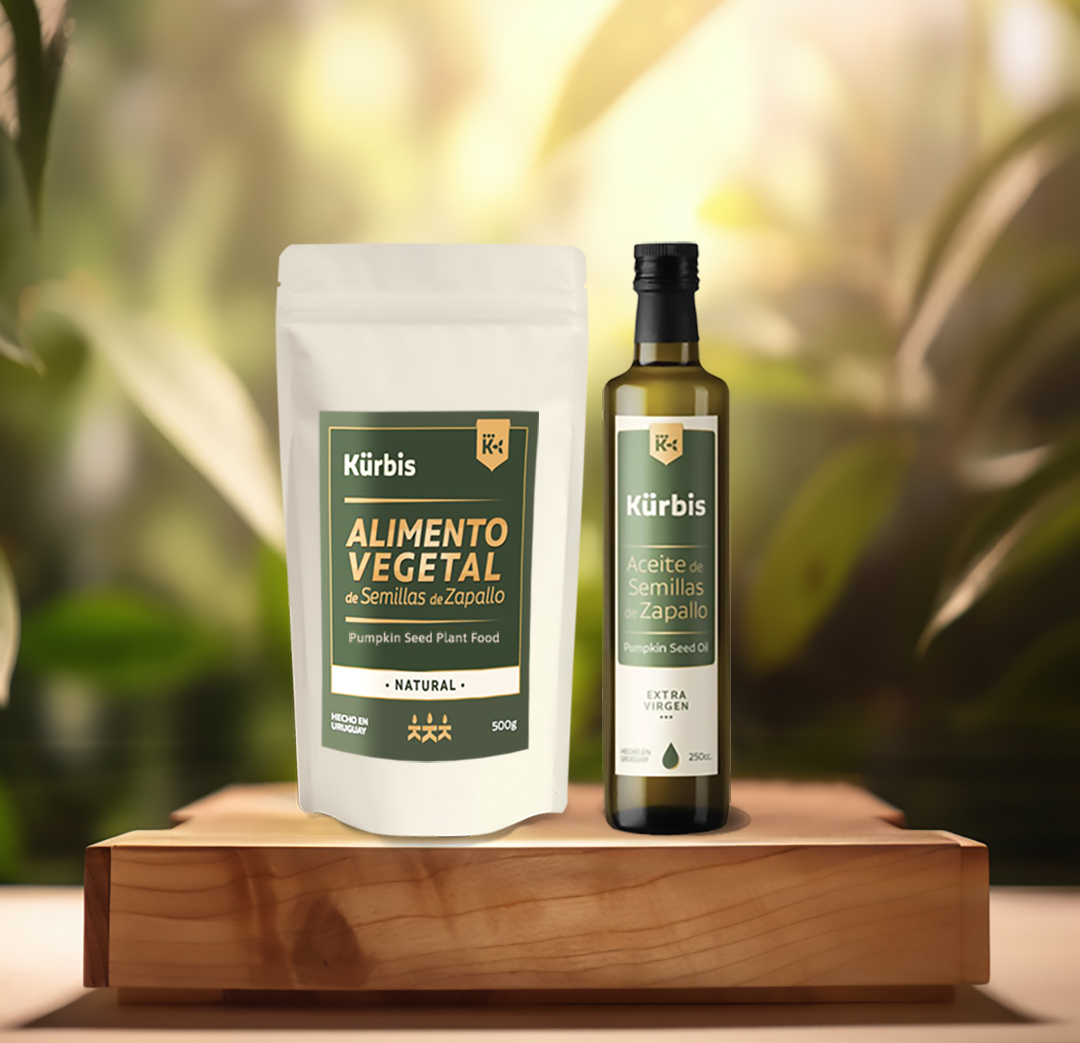 K
Kürbis
ALIMENTO
VEGETAL
de Semillas de Zapallo
Pumpkin Seed Plant Food
• NATURAL •
HECHO EN
URUGUAY
500g
K
Kürbis
Aceite de
Semillas
de Zapallo
Pumpkin Seed Oil
EXTRA
VIRGEN
HECHO EN
URUGUAY
250cc.